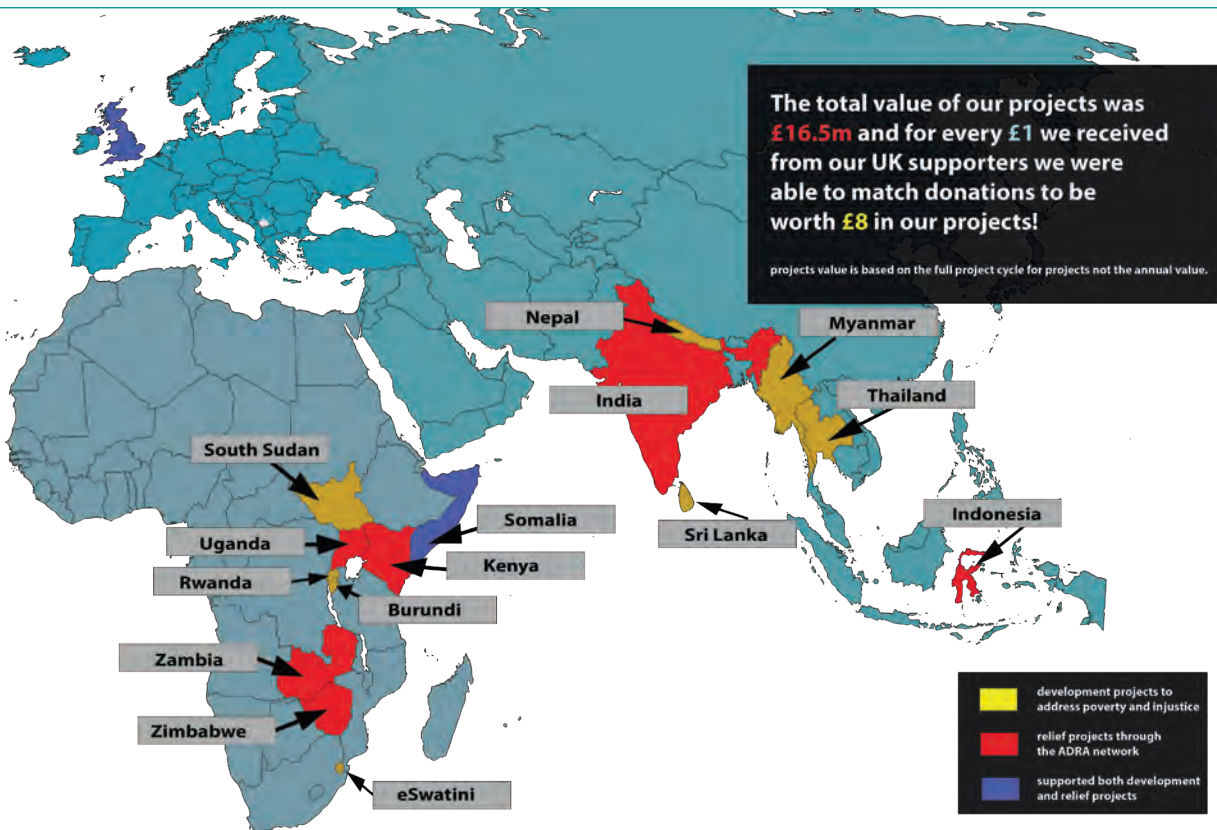 The total value of our projects was
£16.5m and for every £1 we received
from our UK supporters we were
able to match donations to be
worth £8 in our projects!
projects value is based on the full project cycle for projects not the annual value.
Nepal
Myanmar
India
Thailand
South Sudan
Somalia
Sri Lanka
Indonesia
Uganda
Kenya
Rwanda
Burundi
Zambia
Zimbabwe
eSwatini
development projects to
address poverty and injustice
relief projects through
the ADRA network
supported both development
and relief projects